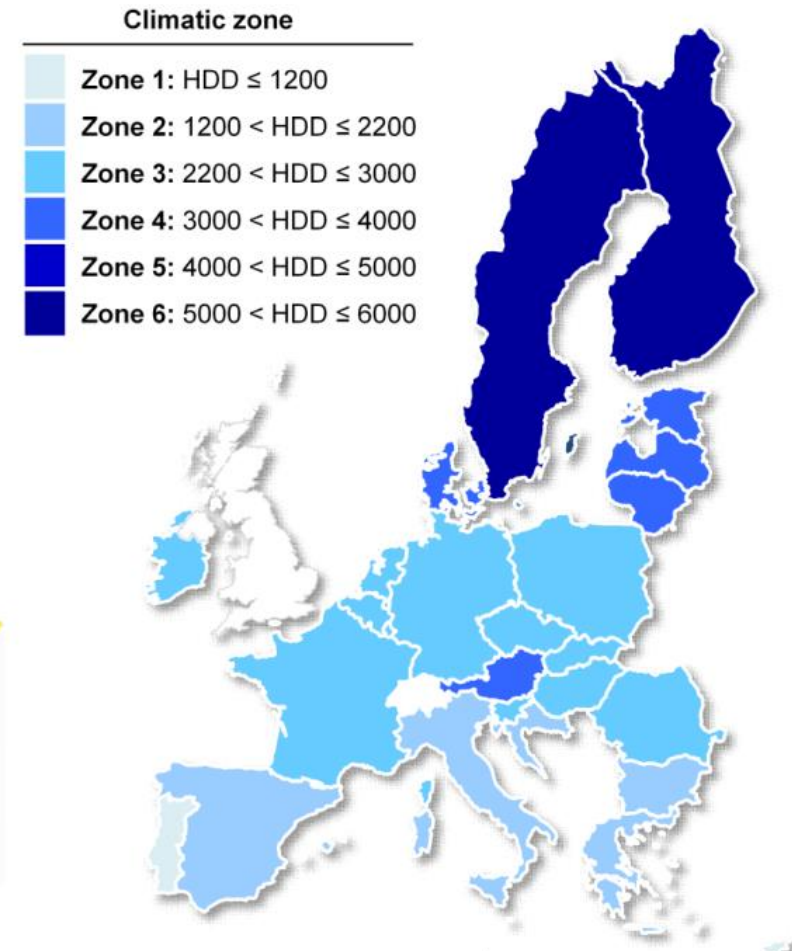 Climatic zone
Zone 1: HDD ≤ 1200
Zone 2: 1200 < HDD ≤ 2200
Zone 3: 2200 < HDD ≤ 3000
Zone 4: 3000 < HDD ≤ 4000
Zone 5: 4000 < HDD ≤ 5000
Zone 6: 5000 < HDD ≤ 6000